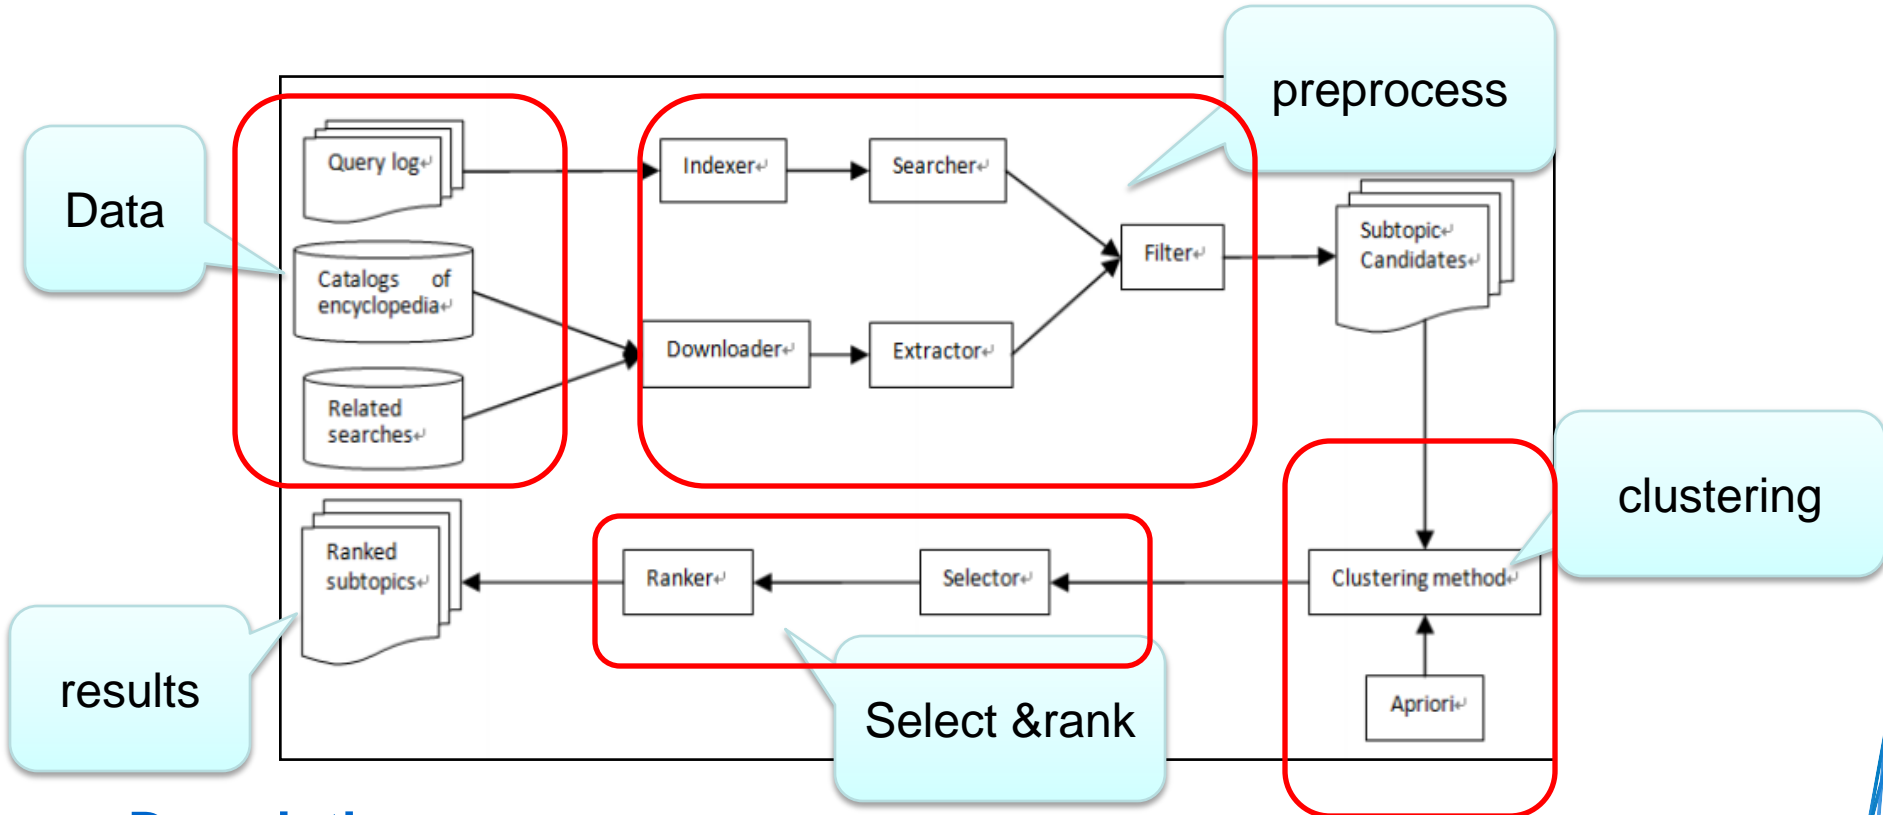 preprocess
Data
Query log↵
Indexer↵
Searcher↵
Filter↵
Subtopic↵
Candidates↵
Catalogs of
encyclopedia↵
Downloader↵
Extractor↵
Related
searches↵
clustering
Ranked
subtopics↵
Ranker↵
Selector↵
Clustering method↵
Apriori↵
results
Select &rank